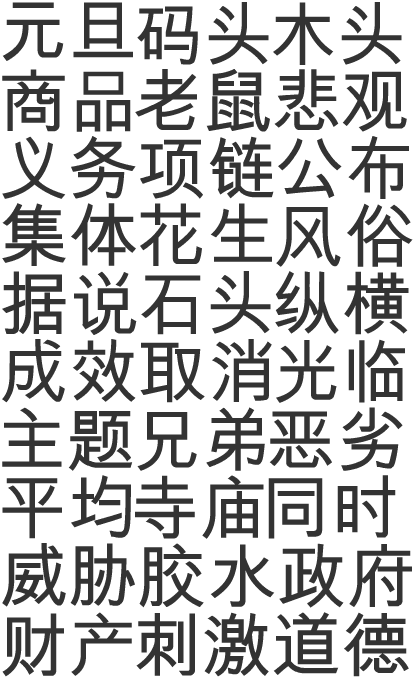 元旦码头木头
商品老鼠悲观
义务项链公布
集体花生风俗
据说石头纵横
成效取消光临
主题兄弟恶劣
平均寺庙同时
威胁胶水政府
财产刺激道德